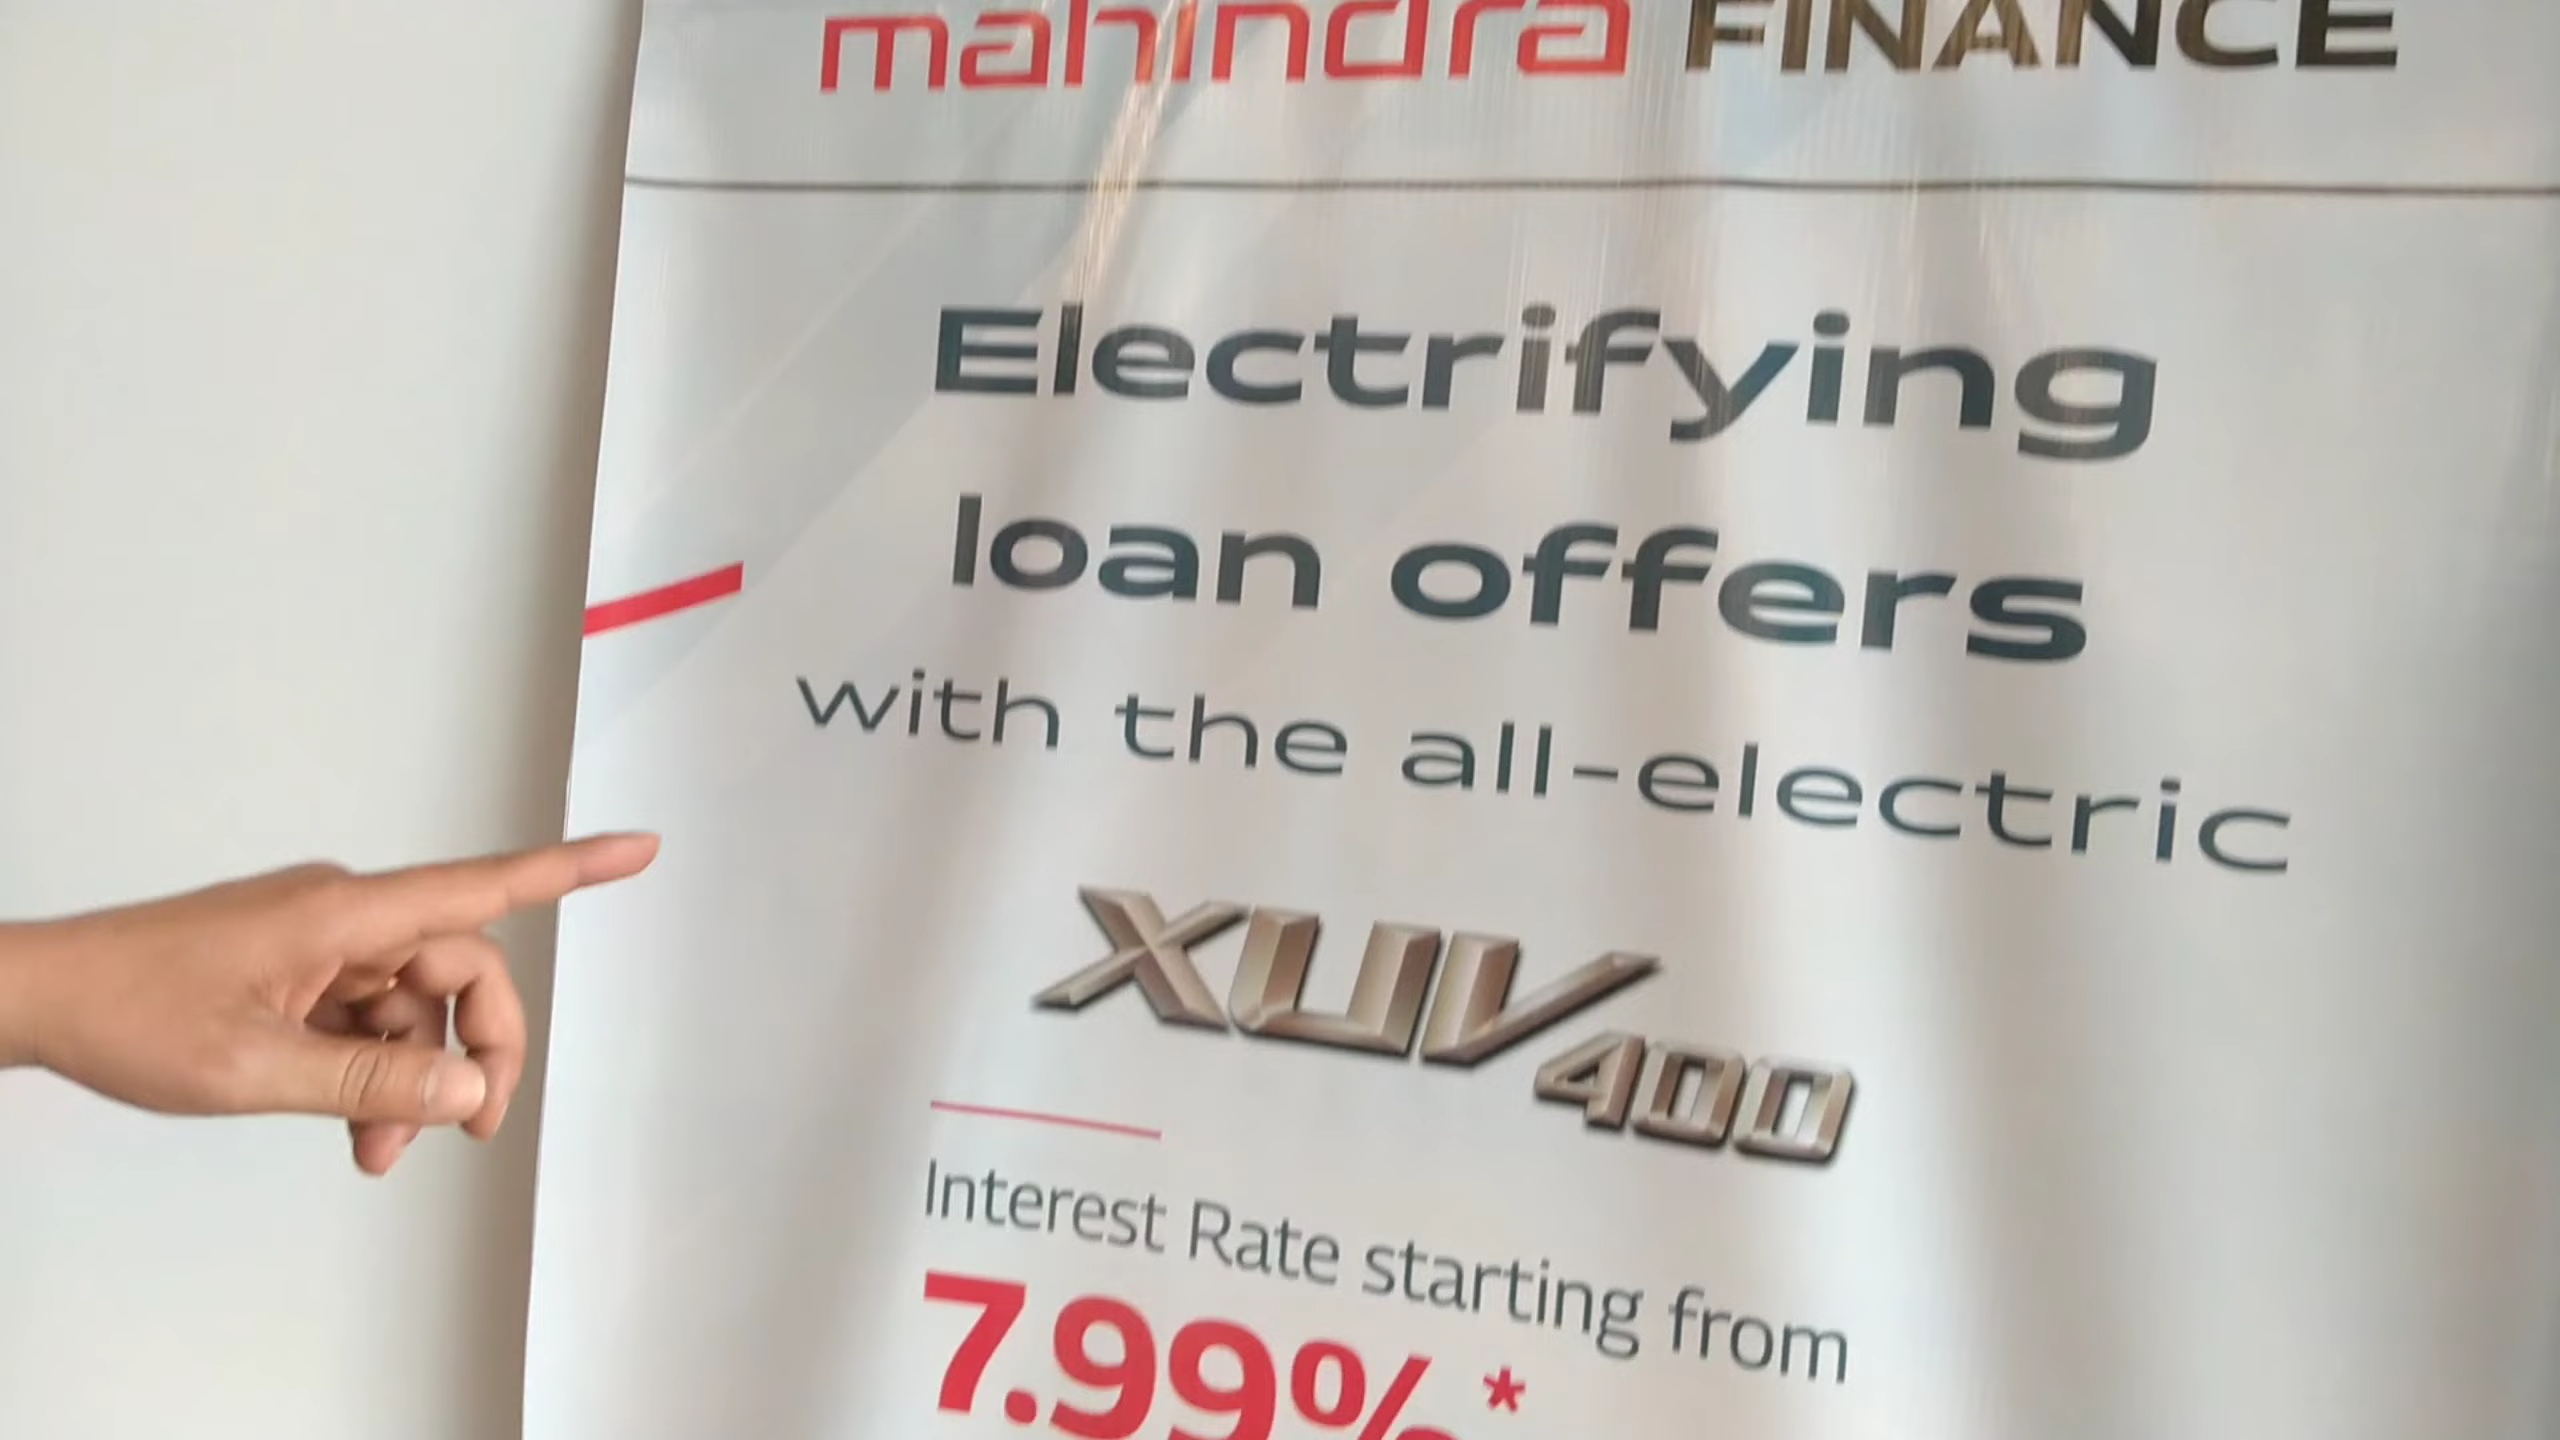 mahindra FINANCE
Electrifying
loan offers
with the all-electric
XUV400
Interest Rate starting from
7.99%*